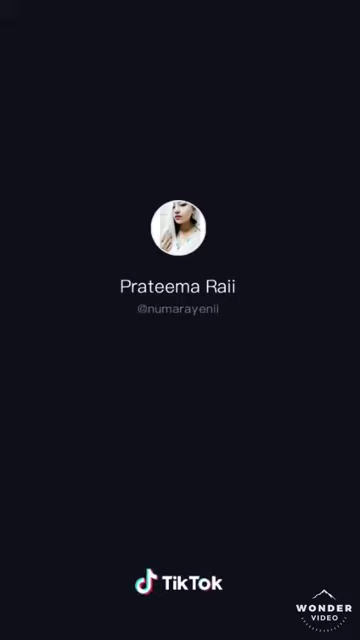 Prateema Raii
@numarayenii
TikTok
WONDER
VIDEO